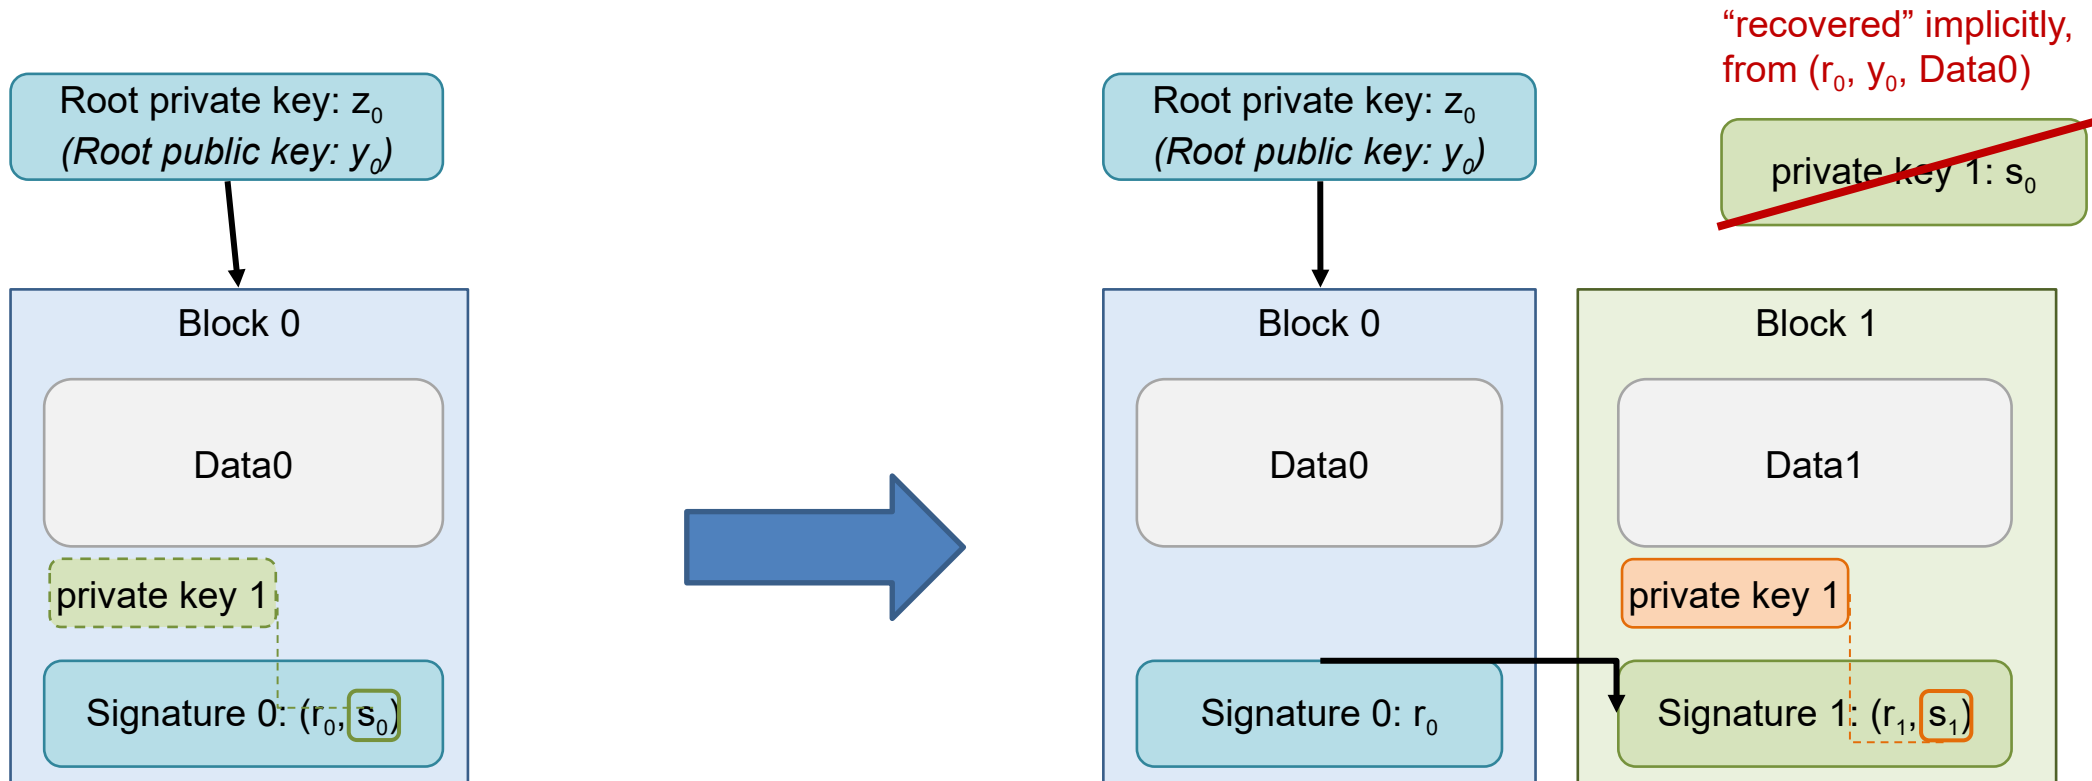 Root private key: z₀
(Root public key: y₀)
Block 0
Data0
private key 1
Signature 0: (r₀, s₀)
Root private key: z₀
(Root public key: y₀)
Block 0
Data0
Signature 0: r₀
“recovered” implicitly,
from (r₀, y₀, Data0)
private key 1: s₀
Block 1
Data1
private key 1
Signature 1: (r₁, s₁)